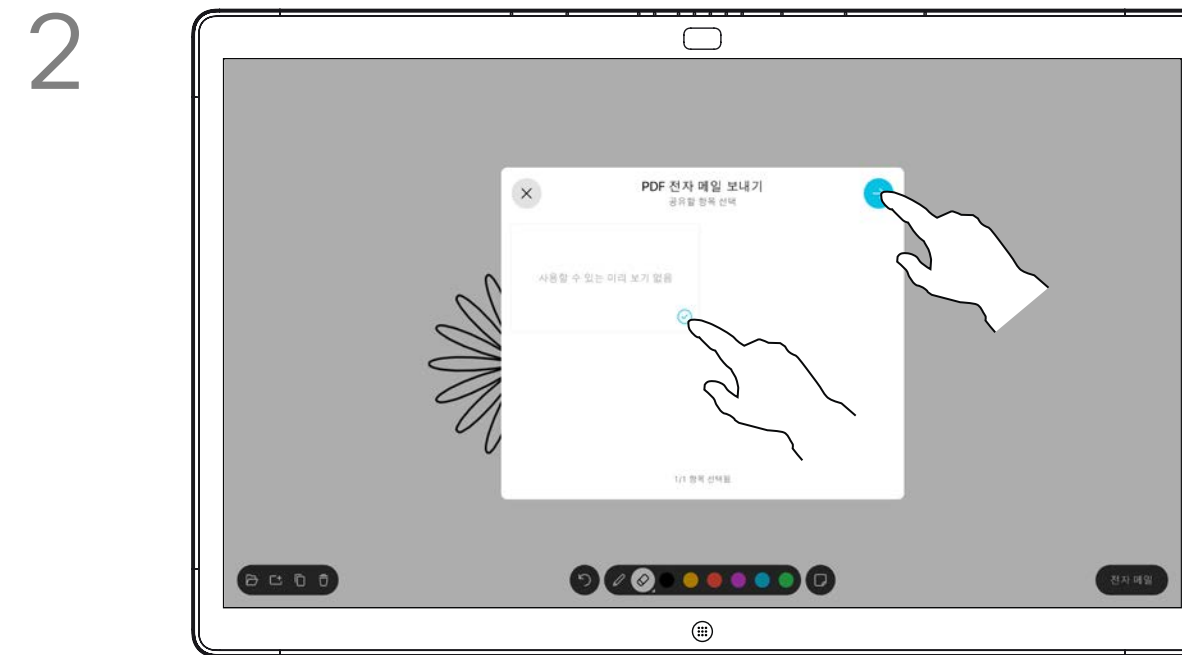 2
PDF 전자 메일 보내기
공유할 항목 선택
사용할 수 있는 미리 보기 없음
1/1 항목 선택됨
전자 메일